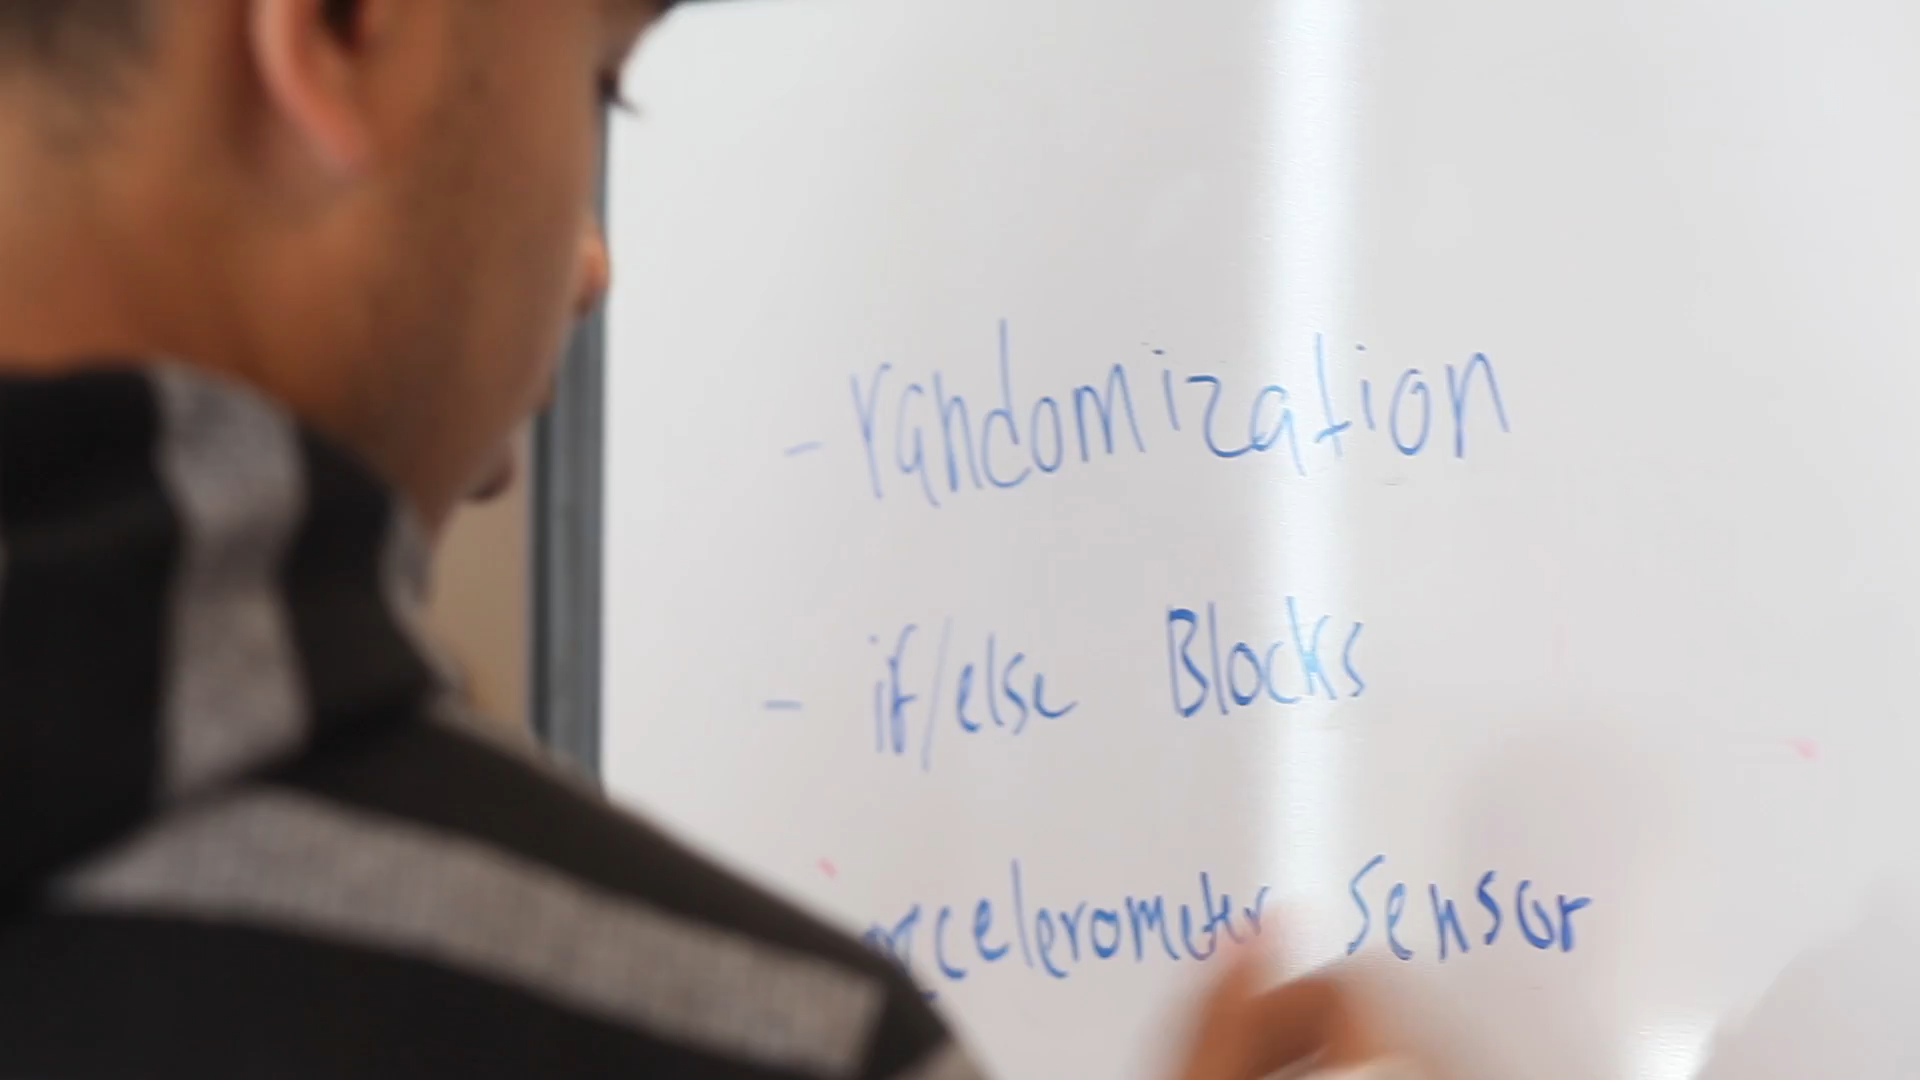 - randomization
- if/else Blocks
accelerometer sensor